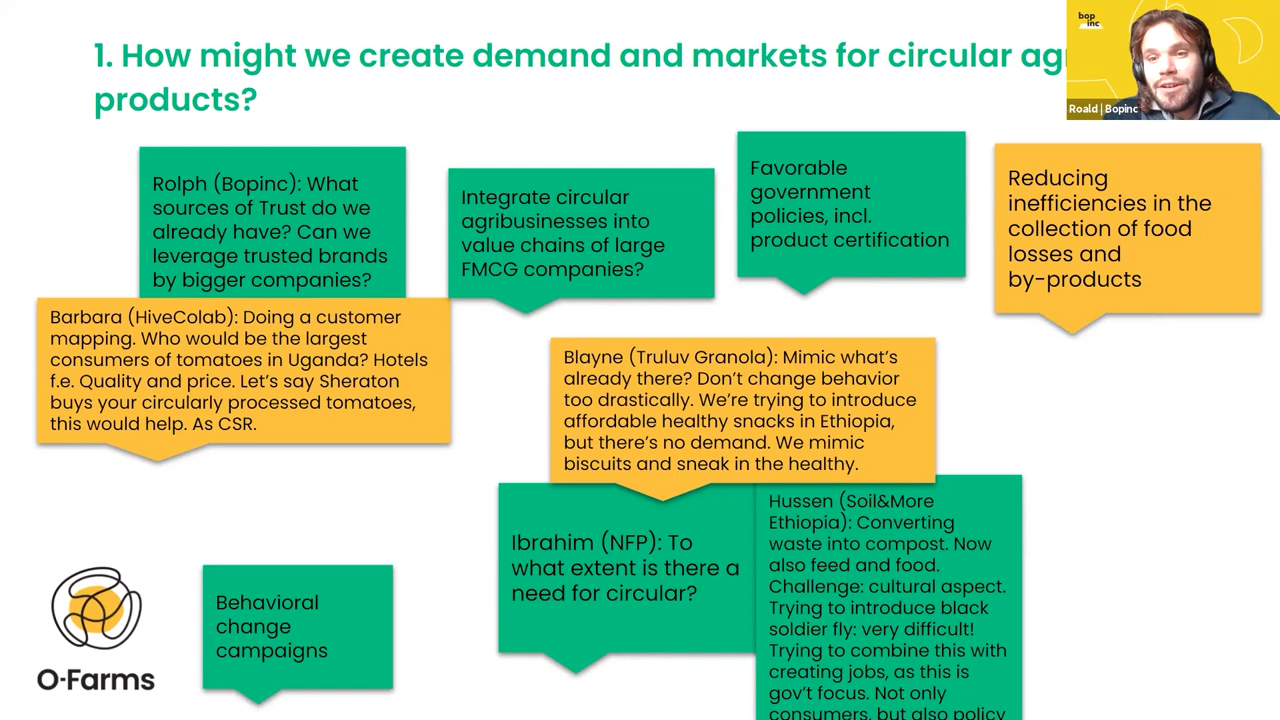 1. How might we create demand and markets for circular
products?
bop
inc
Roald | Bopinc
Rolph (Bopinc): What
sources of Trust do we
already have? Can we
leverage trusted brands
by bigger companies?
Integrate circular
agribusinesses into
value chains of large
FMCG companies?
Favorable
government
policies, incl.
product certification
Reducing
inefficiencies in the
collection of food
losses and
by-products
Barbara (HiveColab): Doing a customer
mapping. Who would be the largest
consumers of tomatoes in Uganda? Hotels
f.e. Quality and price. Let's say Sheraton
buys your circularly processed tomatoes,
this would help. As CSR.
Blayne (Truluv Granola): Mimic what's
already there? Don't change behavior
too drastically. We're trying to introduce
affordable healthy snacks in Ethiopia,
but there's no demand. We mimic
biscuits and sneak in the healthy.
Ibrahim (NFP): To
what extent is there a
need for circular?
Hussen (Soil&More
Ethiopia): Converting
waste into compost. Now
also feed and food.
Challenge: cultural aspect.
Trying to introduce black
soldier fly: very difficult!
Trying to combine this with
creating jobs, as this is
gov't focus. Not only
consumers, but also policy
Behavioral
change
campaigns
O-Farms